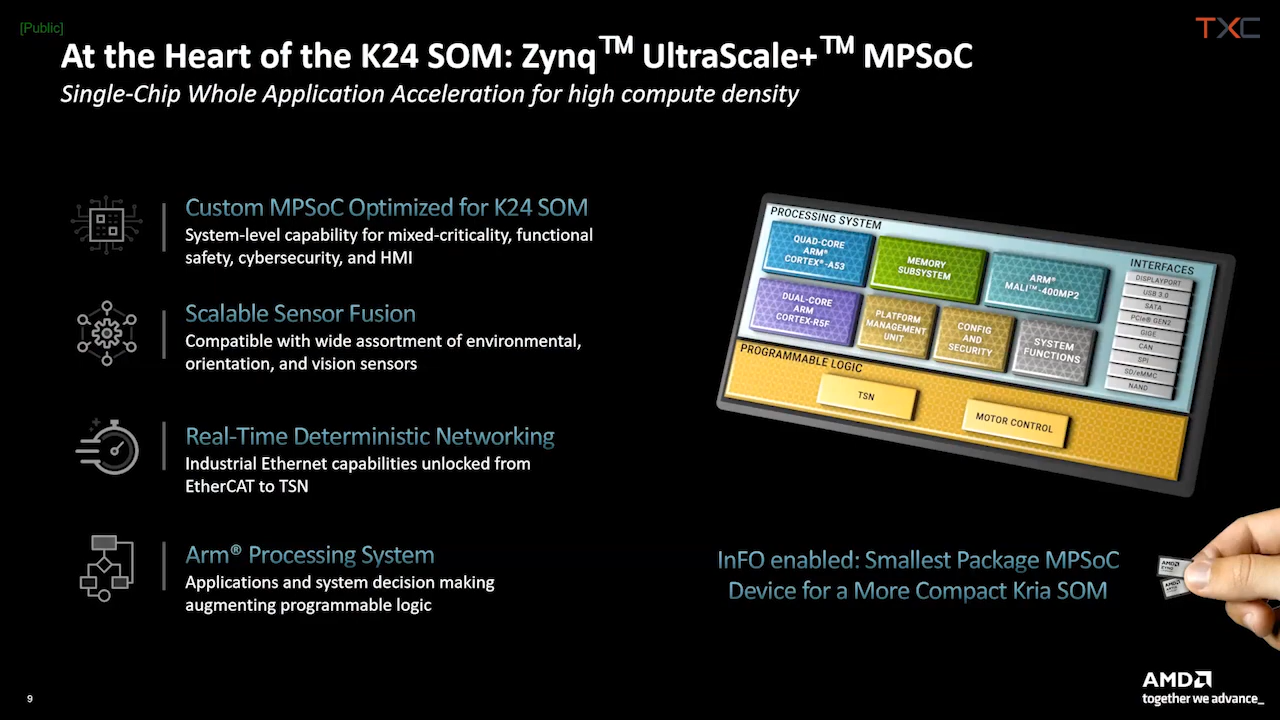 [Public]
TXC
At the Heart of the K24 SOM: Zynq™ UltraScale+™ MPSoC
Single-Chip Whole Application Acceleration for high compute density
Custom MPSoC Optimized for K24 SOM
System-level capability for mixed-criticality, functional
safety, cybersecurity, and HMI
Scalable Sensor Fusion
Compatible with wide assortment of environmental,
orientation, and vision sensors
Real-Time Deterministic Networking
Industrial Ethernet capabilities unlocked from
EtherCAT to TSN
Arm® Processing System
Applications and system decision making
augmenting programmable logic
PROCESSING SYSTEM
QUAD-CORE
ARM®
CORTEX®-A53
MEMORY
SUBSYSTEM
ARM®
MALI™-400MP2
DUAL-CORE
ARM
CORTEX-R5F
PLATFORM
MANAGEMENT
UNIT
CONFIG
AND
SECURITY
SYSTEM
FUNCTIONS
INTERFACES
DISPLAYPORT
USB 3.0
SATA
PCIe® GEN2
GIDE
CAN
SPI
SD/eMMC
NAND
PROGRAMMABLE LOGIC
TSN
MOTOR CONTROL
InFO enabled: Smallest Package MPSoC
Device for a More Compact Kria SOM
AMD
ZYNQ
AMD
9
AMD
together we advance_